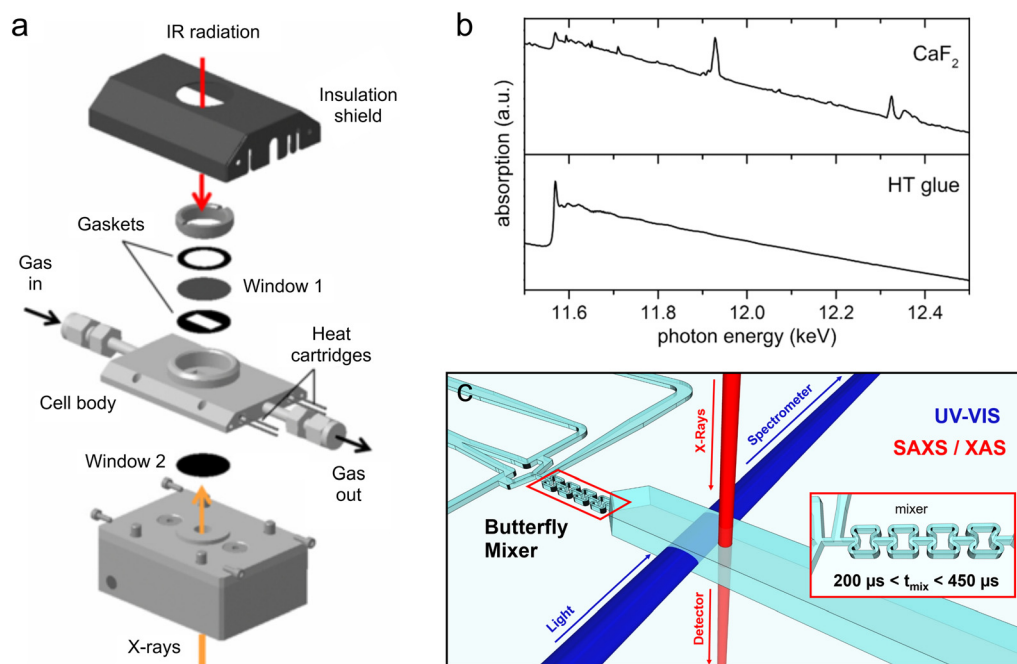 a
IR radiation
Insulation
shield
Gaskets
Gas
in
Window 1
Heat
cartridges
Cell body
Window 2
Gas
out
X-rays
b
CaF₂
HT glue
absorption (a.u.)
11.6
11.8
12.0
12.2
12.4
photon energy (keV)
C
X-Rays
Spectrometer
UV-VIS
SAXS / XAS
Butterfly
Mixer
mixer
200 µs < tmix < 450 µs
Light
Detector